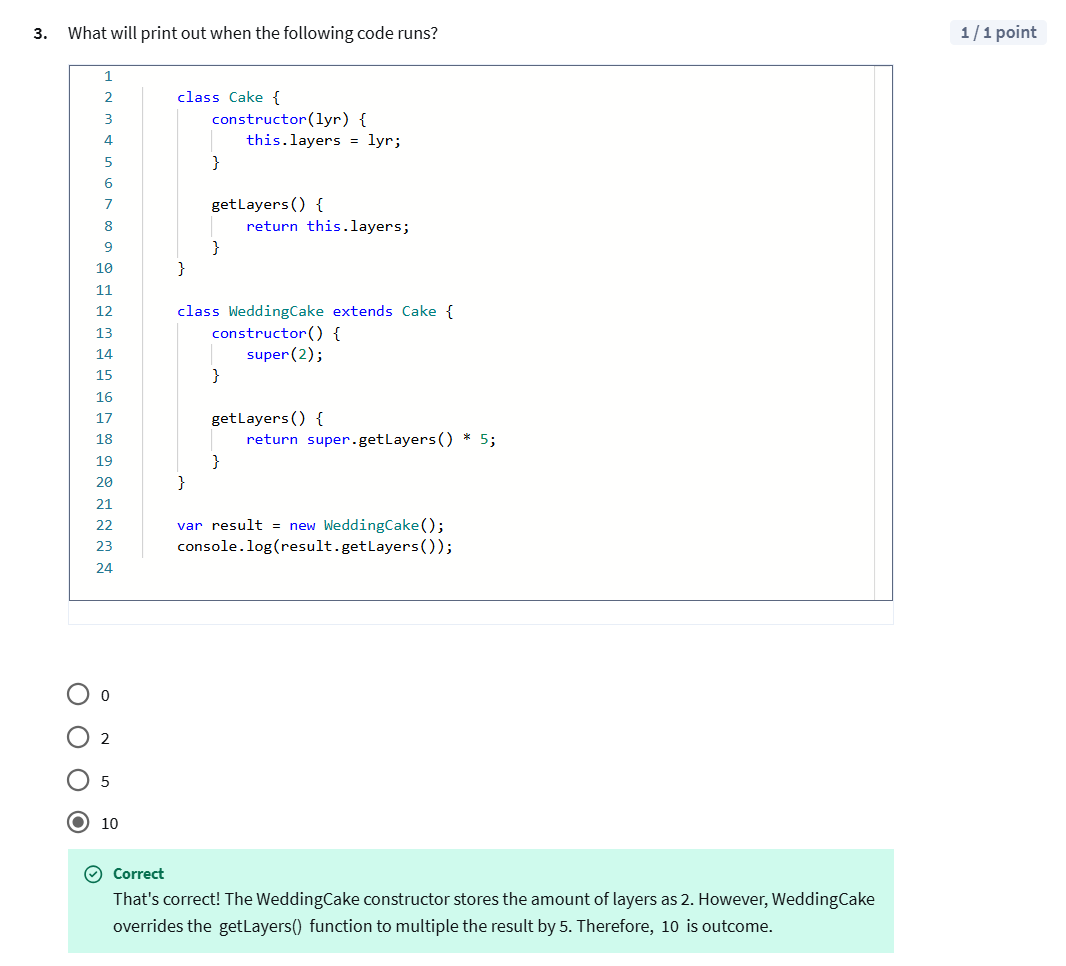 3. What will print out when the following code runs?
1 / 1 point
1
2 class Cake {
3 constructor(lyr) {
4 this.layers = lyr;
5 }
6
7 getLayers() {
8 return this.layers;
9 }
10 }
11
12 class WeddingCake extends Cake {
13 constructor() {
14 super(2);
15 }
16
17 getLayers() {
18 return super.getLayers() * 5;
19 }
20 }
21
22 var result = new WeddingCake();
23 console.log(result.getLayers());
24
0
2
5
10
Correct
That's correct! The WeddingCake constructor stores the amount of layers as 2. However, WeddingCake
overrides the getLayers() function to multiple the result by 5. Therefore, 10 is outcome.